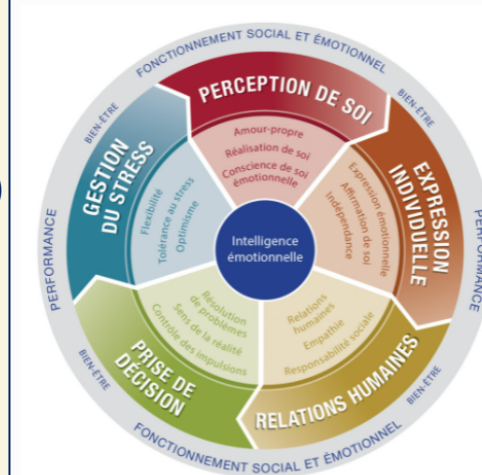 FONCTIONNEMENT SOCIAL ET ÉMOTIONNEL
BIEN-ÊTRE
BIEN-ÊTRE
PERCEPTION DE SOI
Amour-propre
Réalisation de soi
Conscience de soi
émotionnelle
EXPRESSION
INDIVIDUELLE
Expression émotionnelle
Affirmation de soi
Indépendance
PERFORMANCE
RELATIONS HUMAINES
Relations
humaines
Empathie
Responsabilité sociale
BIEN-ÊTRE
PRISE DE
DÉCISION
Résolution
de problèmes
Sens de la réalité
Contrôle des impulsions
BIEN-ÊTRE
GESTION
DU STRESS
Flexibilité
Tolérance au stress
Optimisme
PERFORMANCE
Intelligence
émotionnelle
FONCTIONNEMENT SOCIAL ET ÉMOTIONNEL